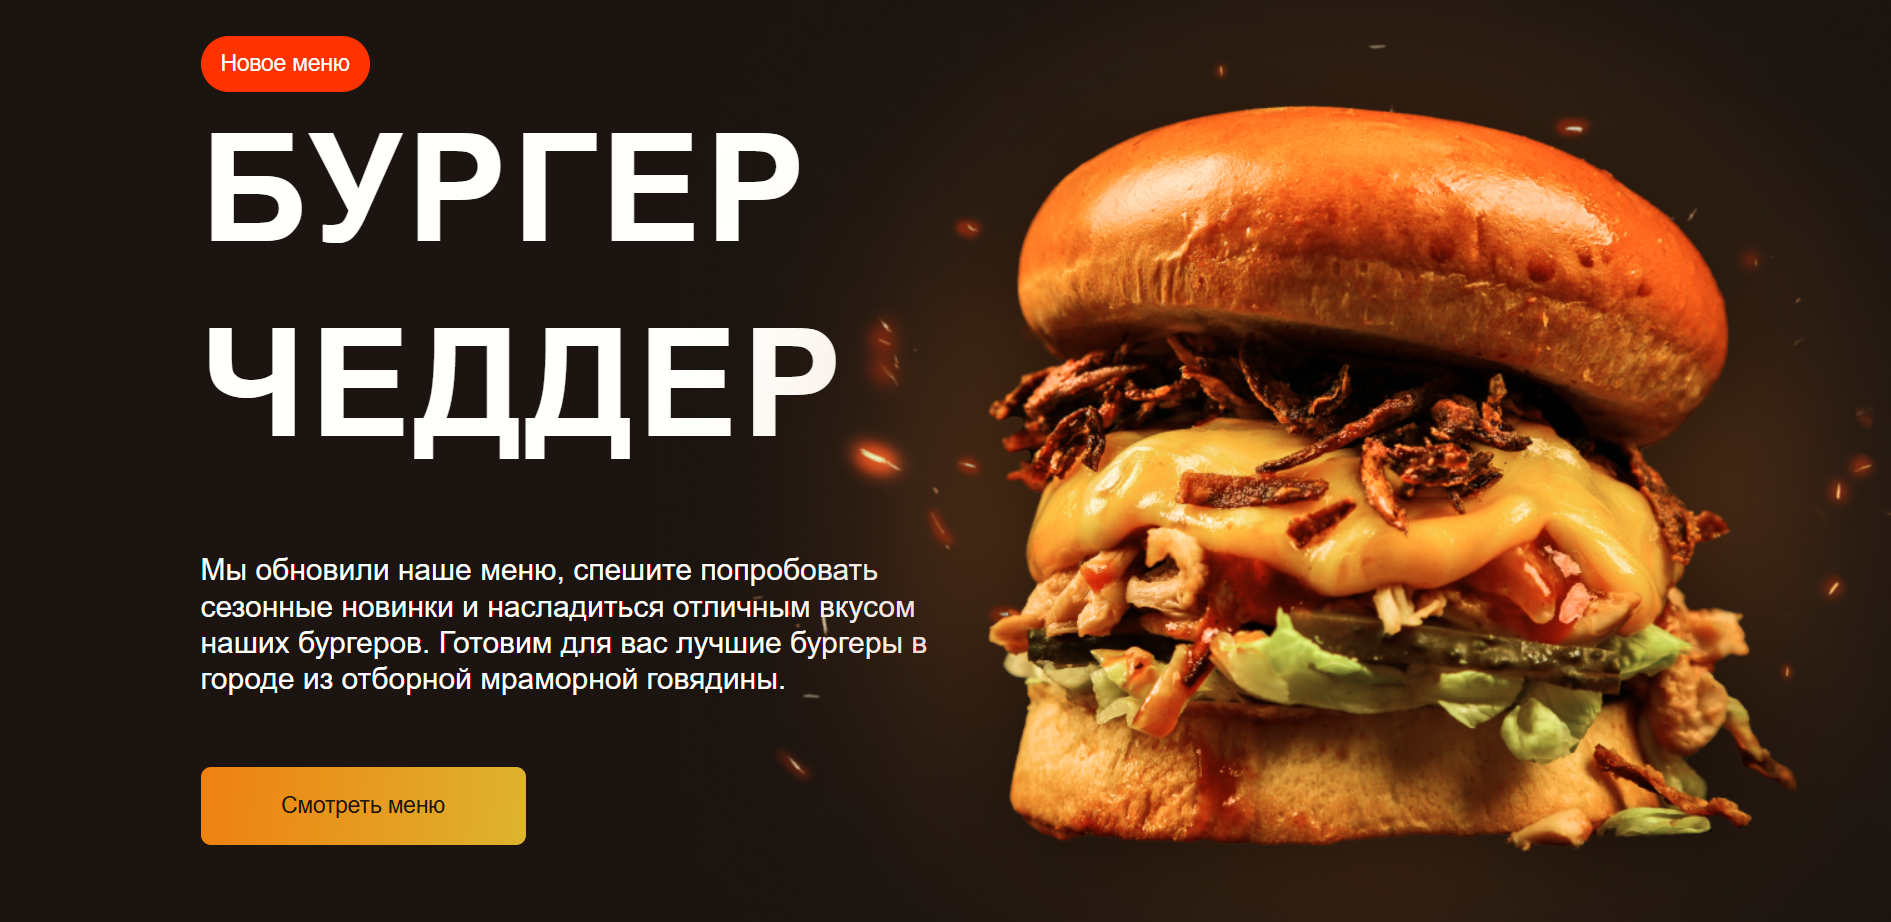 Новое меню
БУРГЕР
ЧЕДДЕР
Мы обновили наше меню, спешите попробовать
сезонные новинки и насладиться отличным вкусом
наших бургеров. Готовим для вас лучшие бургеры в
городе из отборной мраморной говядины.
Смотреть меню